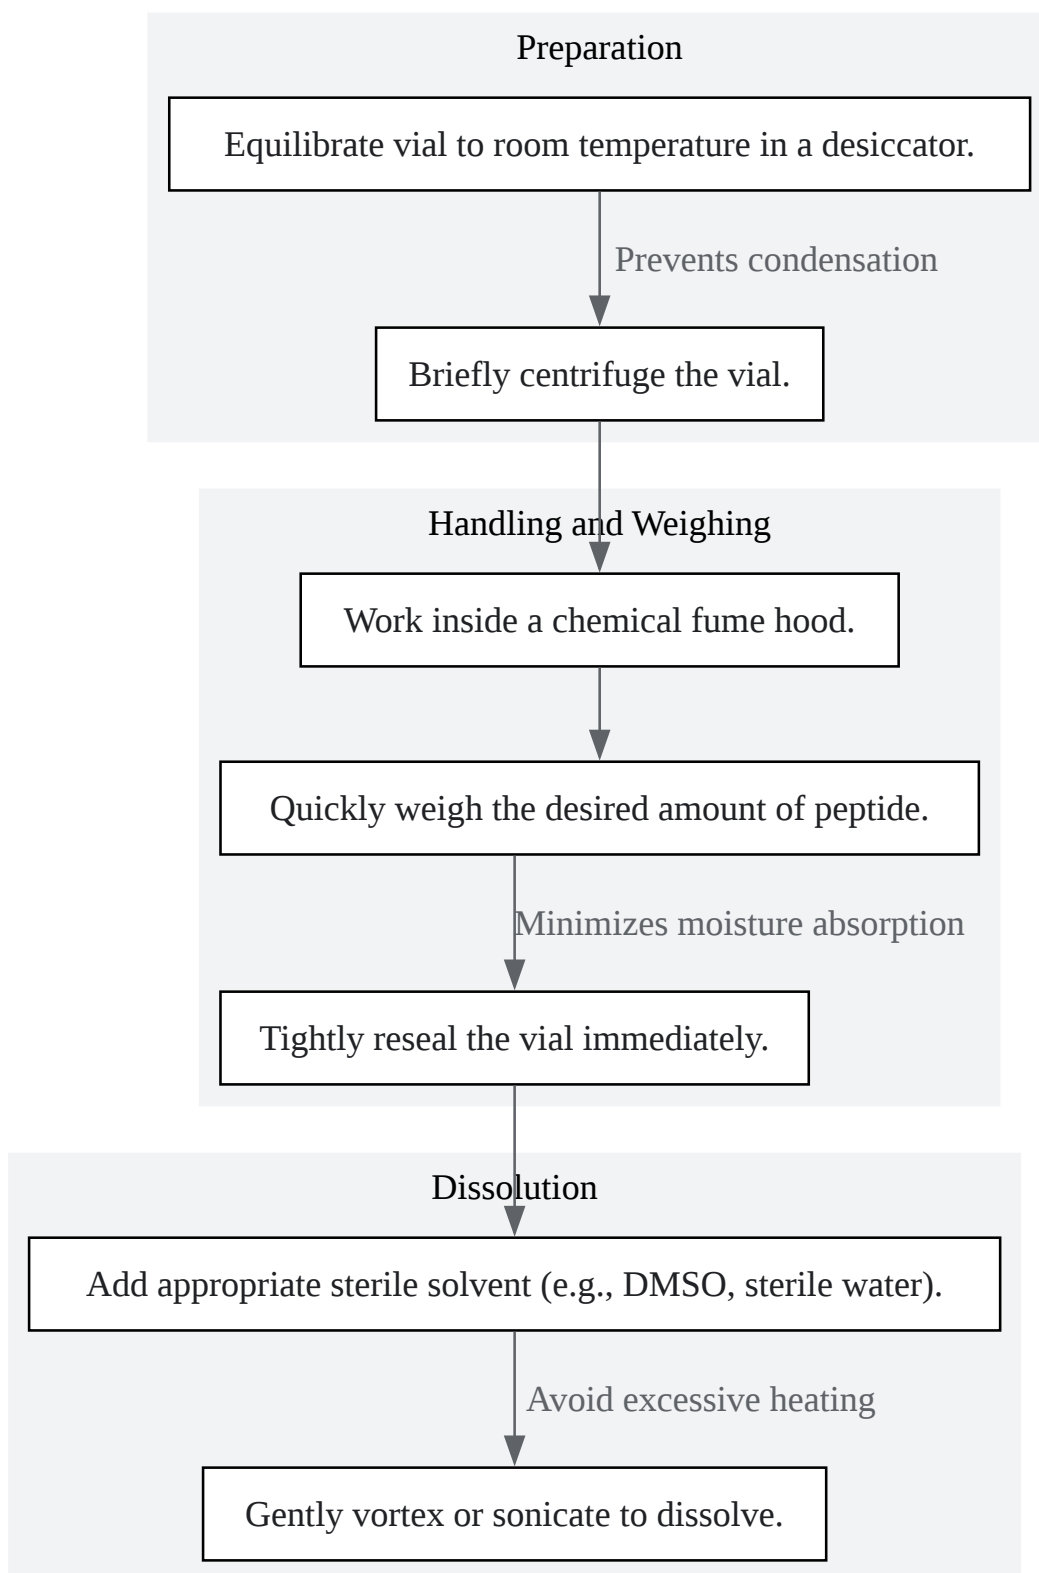 Preparation
Equilibrate vial to room temperature in a desiccator.
Prevents condensation
Briefly centrifuge the vial.
Handling and Weighing
Work inside a chemical fume hood.
Quickly weigh the desired amount of peptide.
Minimizes moisture absorption
Tightly reseal the vial immediately.
Dissolution
Add appropriate sterile solvent (e.g., DMSO, sterile water).
Avoid excessive heating
Gently vortex or sonicate to dissolve.